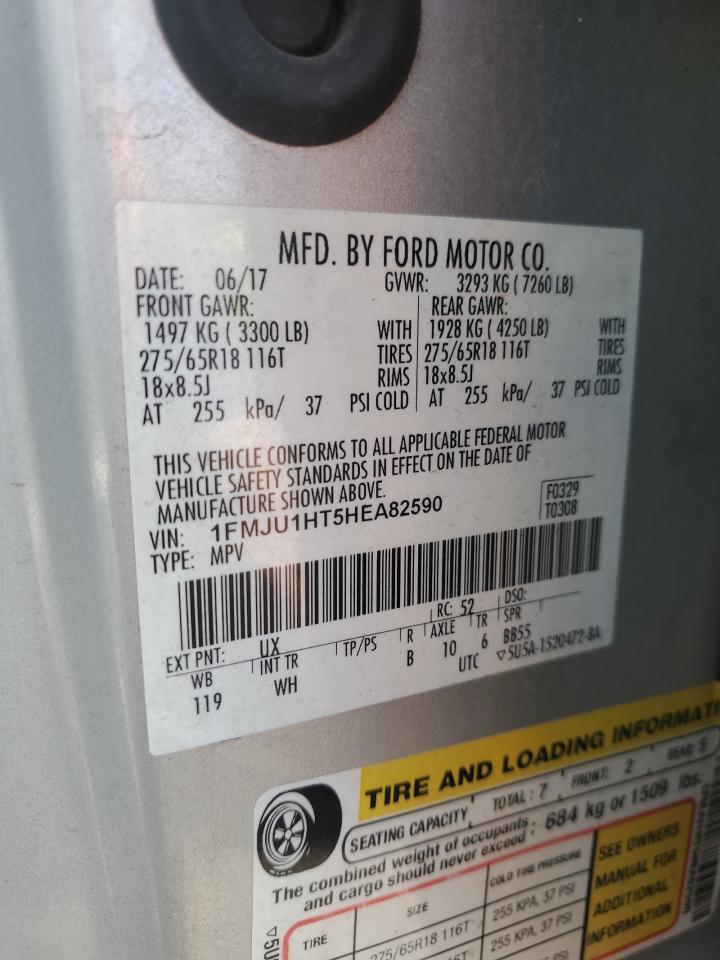 MFD. BY FORD MOTOR CO.
DATE: 06/17 GVWR: 3293 KG ( 7260 LB)
FRONT GAWR: REAR GAWR:
1497 KG ( 3300 LB) WITH 1928 KG ( 4250 LB) WITH
275/65R18 116T TIRES 275/65R18 116T TIRES
18x8.5J RIMS 18x8.5J RIMS
AT 255 kPa/ 37 PSI COLD AT 255 kPa/ 37 PSI COLD
THIS VEHICLE CONFORMS TO ALL APPLICABLE FEDERAL MOTOR
VEHICLE SAFETY STANDARDS IN EFFECT ON THE DATE OF
MANUFACTURE SHOWN ABOVE.
F0329
VIN: 1FMJU1HT5HEA82590
T0308
TYPE: MPV
EXT PNT: UX RC: 52 DSO:
WB INT TR TP/PS R AXLE TR SPR
119 WH B 10 6 BB55
UTC ▽5U5A-1520472-BA
TIRE AND LOADING INFORMATI
SEATING CAPACITY TOTAL : 7 FRONT: 2 REAR: 5
The combined weight of occupants
and cargo should never exceed : 684 kg or 1509 lbs.
TIRE SIZE COLD TIRE PRESSURE
275/65R18 116T 255 KPA, 37 PSI
116T 255 KPA, 37 PSI
SEE OWNERS
MANUAL FOR
ADDITIONAL
INFORMATION
▽5U